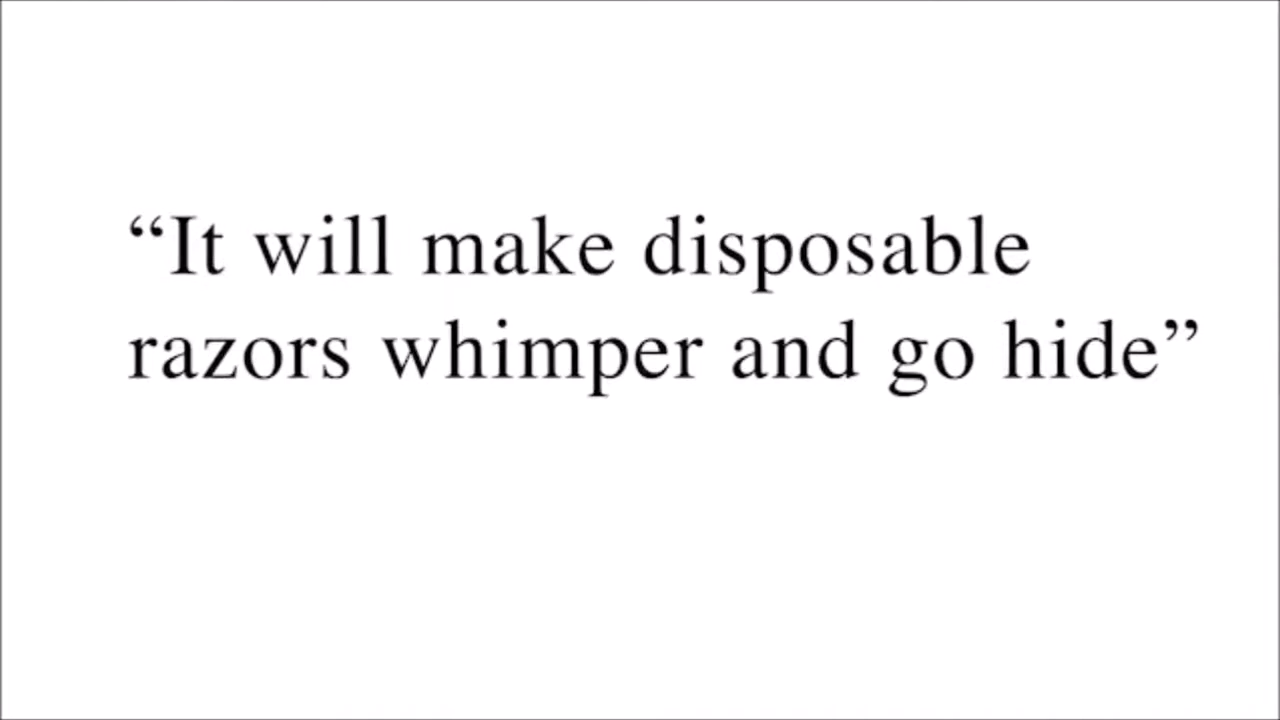 “It will make disposable
razors whimper and go hide”